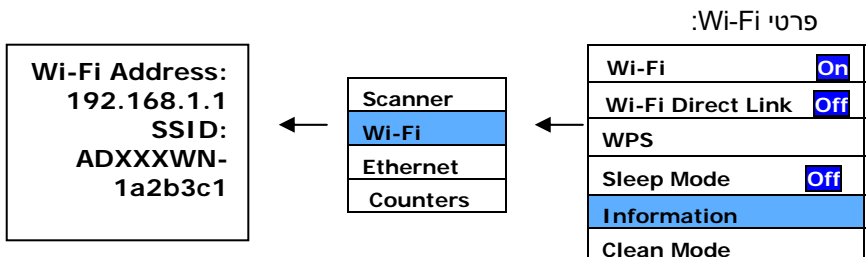 פרטי Wi-Fi:
Wi-Fi On
Wi-Fi Direct Link Off
WPS
Sleep Mode Off
Information
Clean Mode
Scanner
Wi-Fi
Ethernet
Counters
Wi-Fi Address:
192.168.1.1
SSID:
ADXXXWN-
1a2b3c1